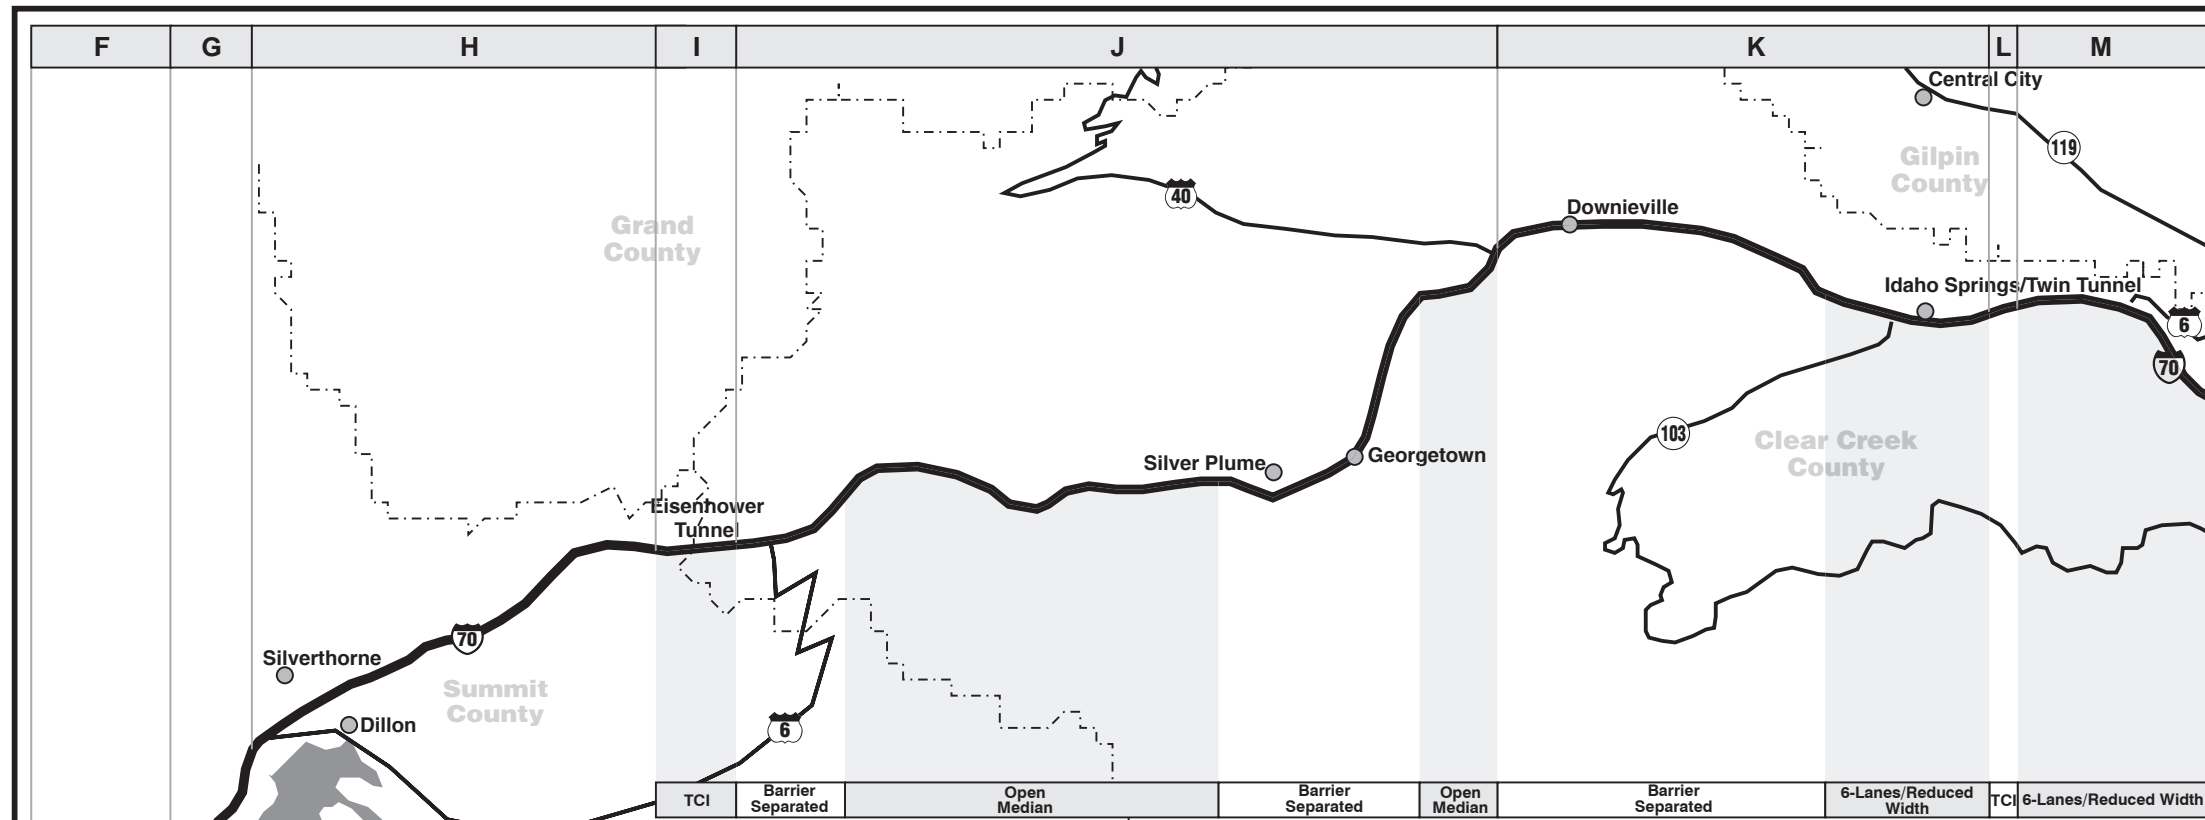 F G H I J K L M
Central City
119
Gilpin
County
40
Downieville
Grand
County
Idaho Springs/Twin Tunnel
6
70
103
Clear Creek
County
Silver Plume
Georgetown
Eisenhower
Tunnel
70
Silverthorne
Summit
County
Dillon
6
TCI
Barrier
Separated
Open
Median
Barrier
Separated
Open
Median
Barrier
Separated
6-Lanes/Reduced
Width
TCI
6-Lanes/Reduced Width